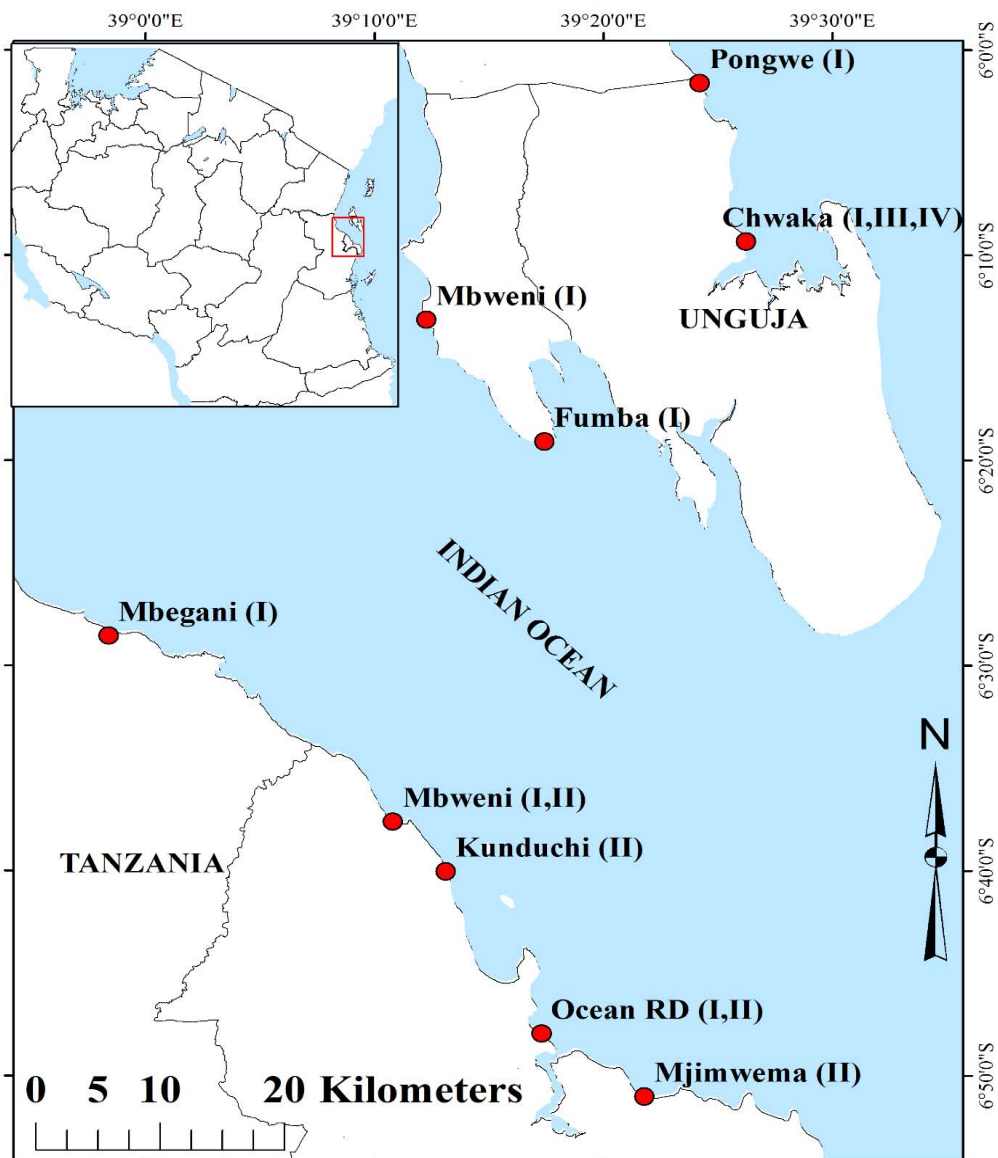 39°0'0"E
39°10'0"E
39°20'0"E
39°30'0"E
6°0'0"S
Pongwe (I)
Chwaka (I,III,IV)
6°10'0"S
Mbweni (I)
UNGUJA
Fumba (I)
6°20'0"S
INDIAN OCEAN
Mbegani (I)
6°30'0"S
N
Mbweni (I,II)
Kunduchi (II)
TANZANIA
6°40'0"S
Ocean RD (I,II)
Mjimwema (II)
6°50'0"S
0 5 10 20 Kilometers